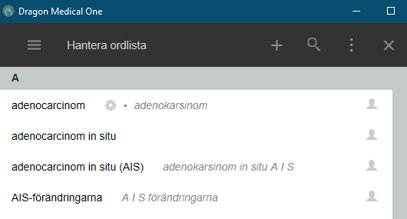 Dragon Medical One
Hantera ordlista
A
adenocarcinom • adenokarsinom
adenocarcinom in situ
adenocarcinom in situ (AIS) adenokarsinom in situ A I S
AIS-förändringarna A I S förändringarna